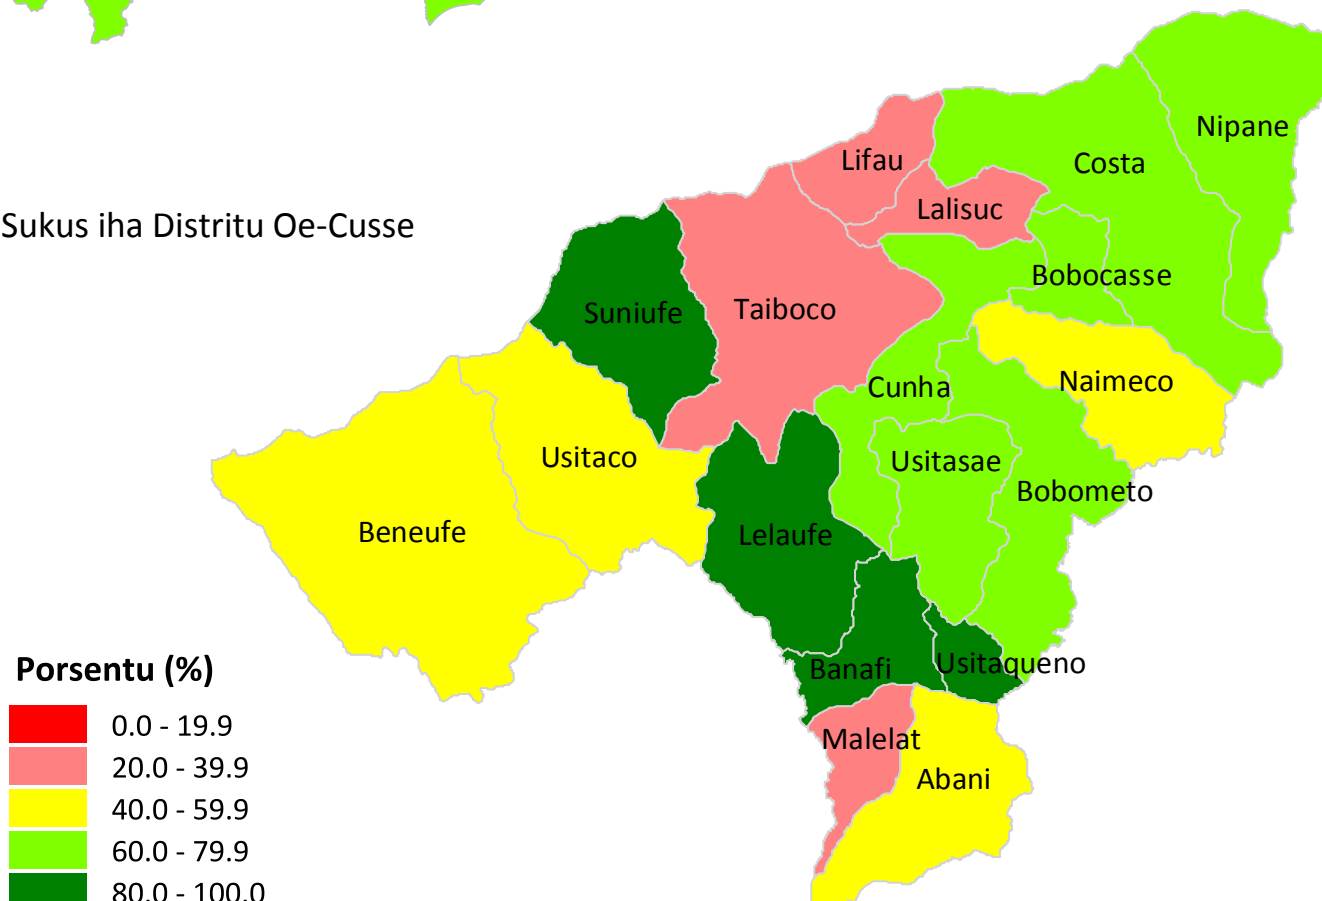 Nipane
Lifau
Costa
Lalisuc
Sukus iha Distritu Oe-Cusse
Bobocasse
Suniufe
Taiboco
Cunha
Naimeco
Usitaco
Usitasae
Bobometo
Beneufe
Lelaufe
Banafi
Usitaqueno
Malelat
Abani
Porsentu (%)
0.0 - 19.9
20.0 - 39.9
40.0 - 59.9
60.0 - 79.9
80.0 - 100.0